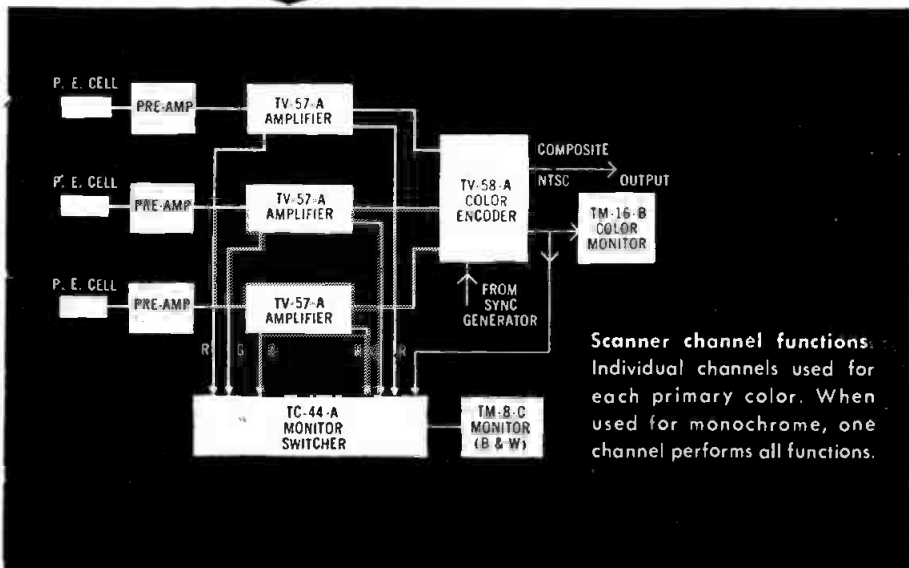 P. E. CELL
PRE-AMP
TV-57-A
AMPLIFIER
P. E. CELL
PRE-AMP
TV-57-A
AMPLIFIER
P. E. CELL
PRE-AMP
TV-57-A
AMPLIFIER
TV-58-A
COLOR
ENCODER
COMPOSITE
NTSC OUTPUT
TM-16-B
COLOR
MONITOR
FROM
SYNC
GENERATOR
R G B R
TC-44-A
MONITOR
SWITCHER
TM-8-C
MONITOR
(B & W)
Scanner channel functions.
Individual channels used for
each primary color. When
used for monochrome, one
channel performs all functions.